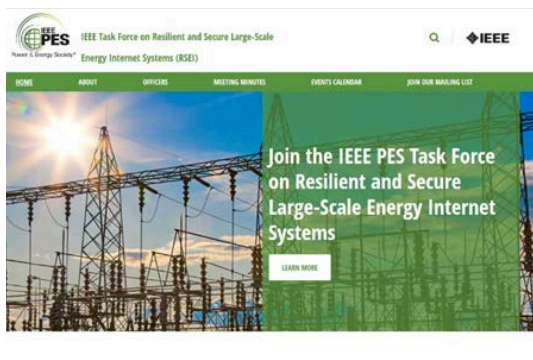 IEEE
PES
Power & Energy Society®
IEEE Task Force on Resilient and Secure Large-Scale
Energy Internet Systems (RSEI)
IEEE
HOME ABOUT OFFICERS MEETING MINUTES EVENTS CALENDAR JOIN OUR MAILING LIST
Join the IEEE PES Task Force
on Resilient and Secure
Large-Scale Energy Internet
Systems
LEARN MORE